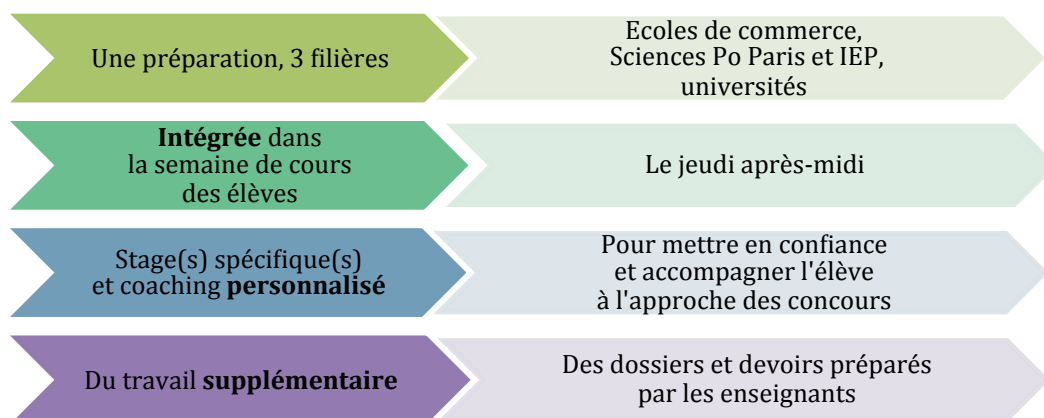 Une préparation, 3 filières
Ecoles de commerce,
Sciences Po Paris et IEP,
universités
Intégrée dans
la semaine de cours
des élèves
Le jeudi après-midi
Stage(s) spécifique(s)
et coaching personnalisé
Pour mettre en confiance
et accompagner l'élève
à l'approche des concours
Du travail supplémentaire
Des dossiers et devoirs préparés
par les enseignants